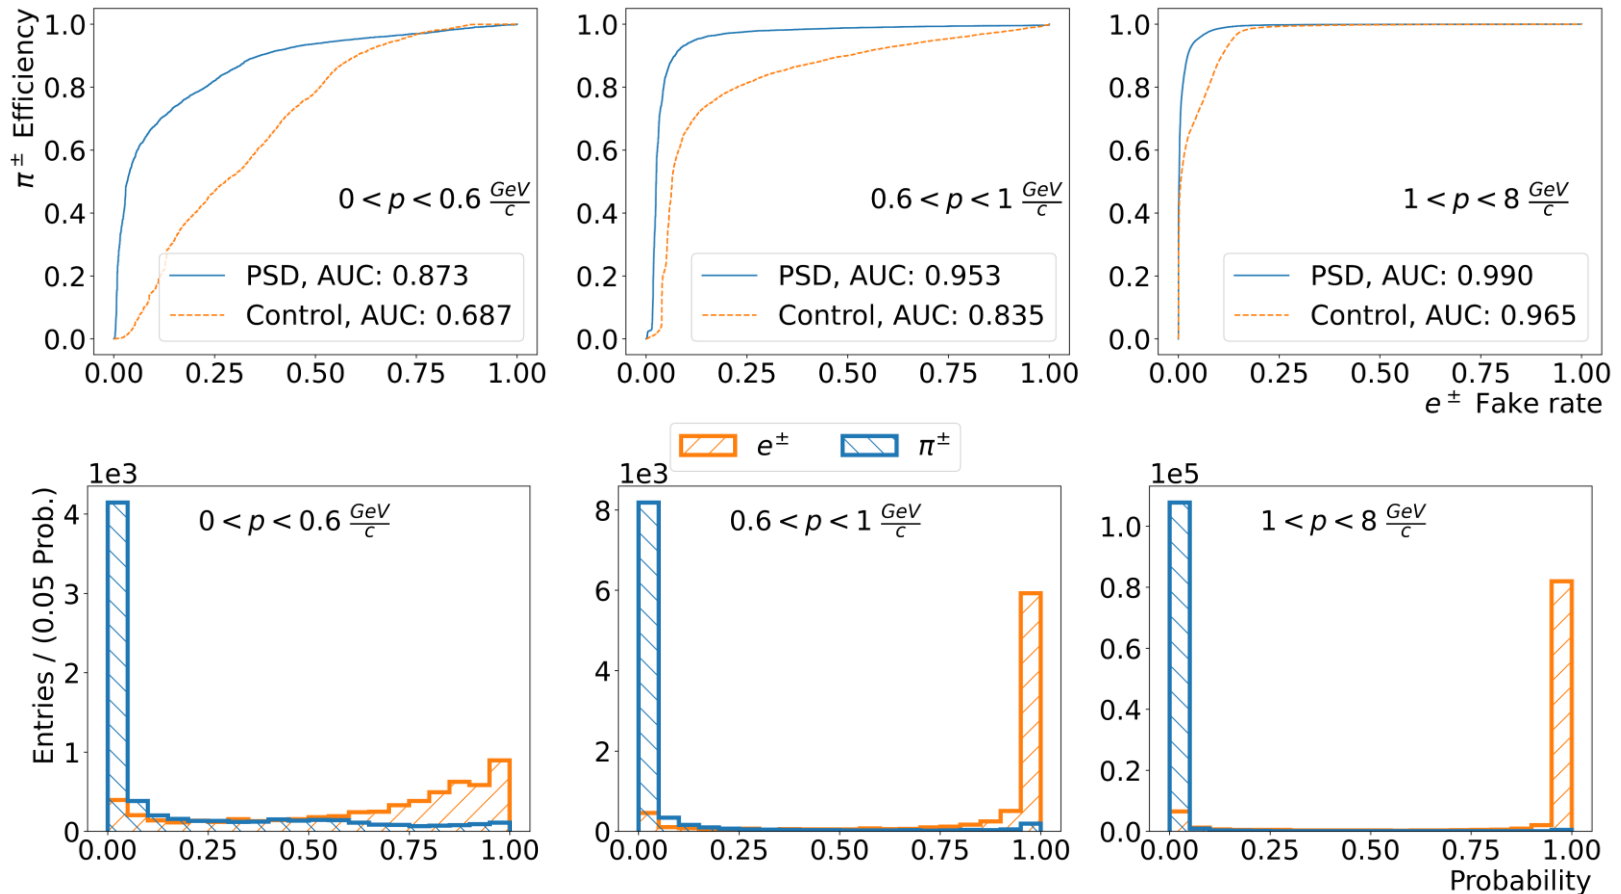 π± Efficiency
1.0
0.8
0.6
0.4
0.2
0.0
0 < p < 0.6 GeV/c
PSD, AUC: 0.873
Control, AUC: 0.687
0.00 0.25 0.50 0.75 1.00
1.0
0.8
0.6
0.4
0.2
0.0
0.6 < p < 1 GeV/c
PSD, AUC: 0.953
Control, AUC: 0.835
0.00 0.25 0.50 0.75 1.00
1.0
0.8
0.6
0.4
0.2
0.0
1 < p < 8 GeV/c
PSD, AUC: 0.990
Control, AUC: 0.965
0.00 0.25 0.50 0.75 1.00
e± Fake rate
e± π±
Entries / (0.05 Prob.)
1e3
4
3
2
1
0
0 < p < 0.6 GeV/c
0.00 0.25 0.50 0.75 1.00
1e3
8
6
4
2
0
0.6 < p < 1 GeV/c
0.00 0.25 0.50 0.75 1.00
1e5
1.0
0.8
0.6
0.4
0.2
0.0
1 < p < 8 GeV/c
0.00 0.25 0.50 0.75 1.00
Probability